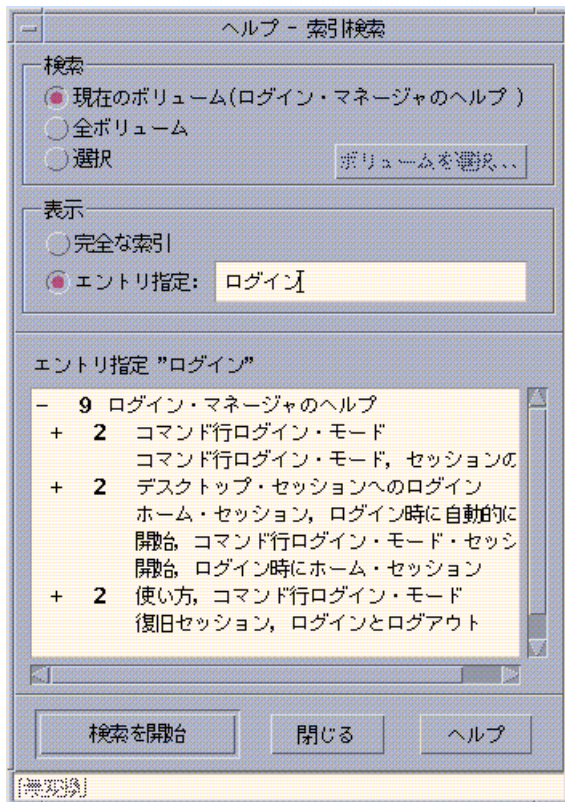 ヘルプ - 索引検索
検索
現在のボリューム(ログイン・マネージャのヘルプ )
全ボリューム
選択
ボリュームを選択...
表示
完全な索引
エントリ指定: ログイン
エントリ指定 "ログイン"
- 9 ログイン・マネージャのヘルプ
+ 2 コマンド行ログイン・モード
コマンド行ログイン・モード, セッションの
+ 2 デスクトップ・セッションへのログイン
ホーム・セッション, ログイン時に自動的に
開始, コマンド行ログイン・モード・セッシ
開始, ログイン時にホーム・セッション
+ 2 使い方, コマンド行ログイン・モード
復旧セッション, ログインとログアウト
検索を開始 閉じる ヘルプ
[無変換]